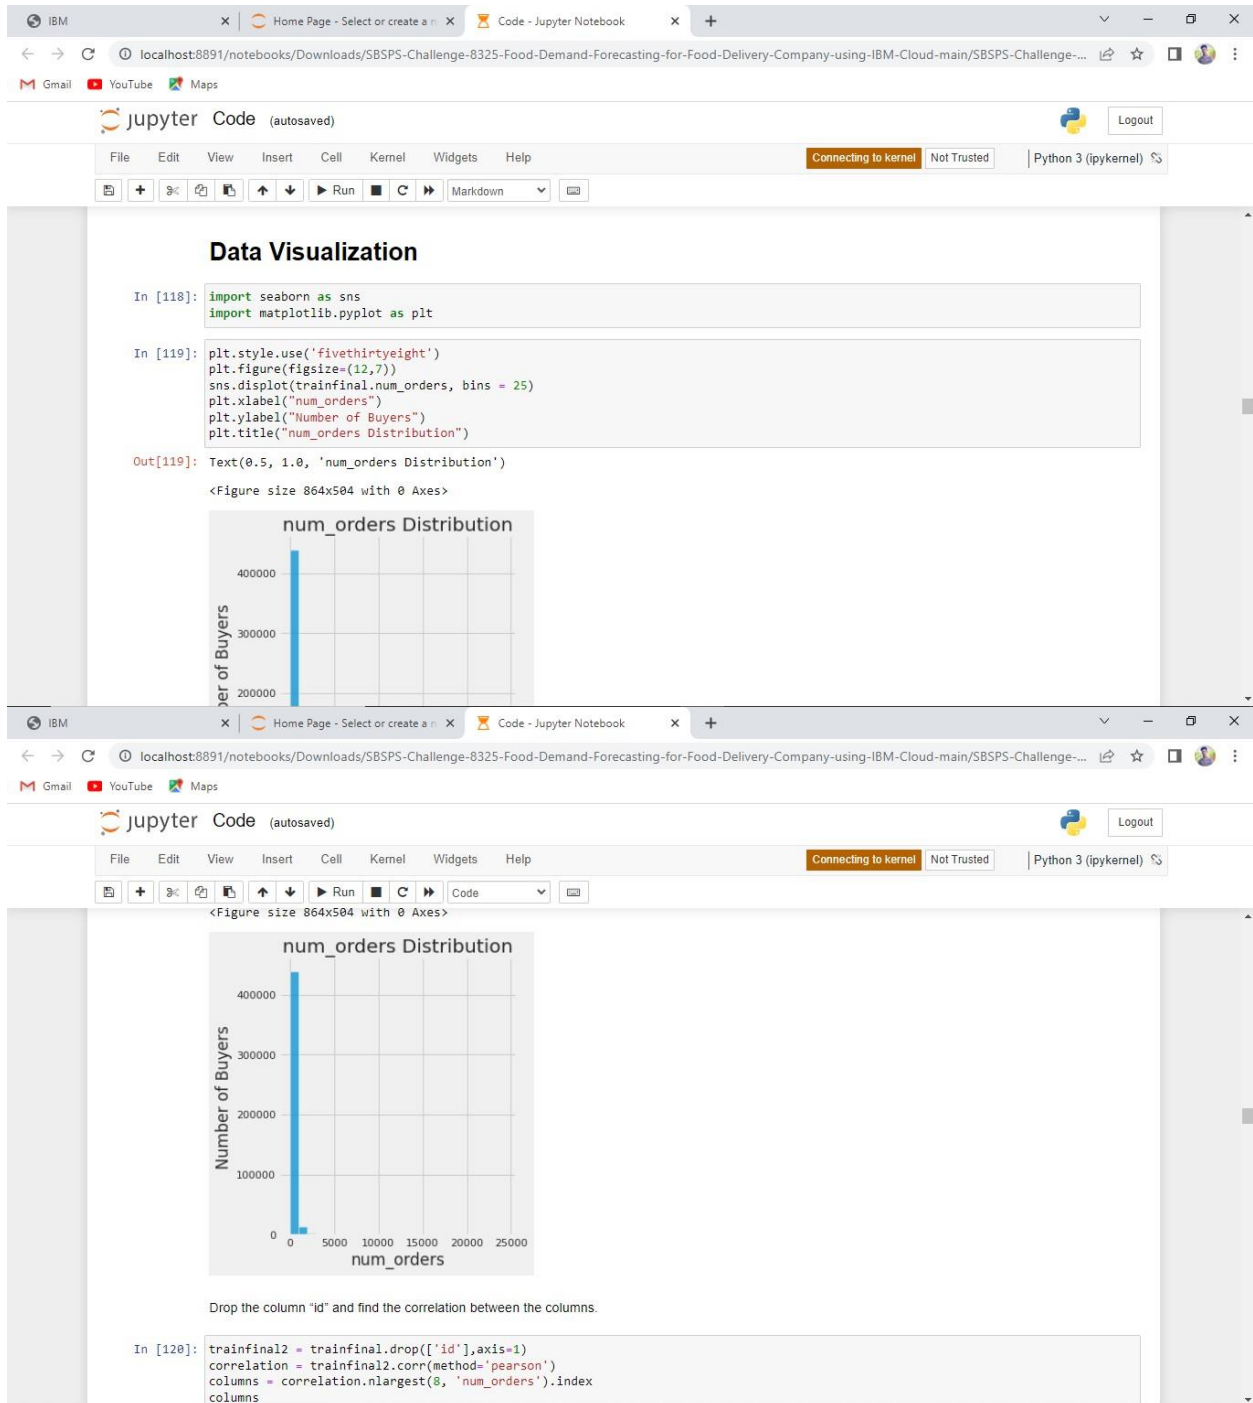 IBM
Home Page - Select or create a n
Code - Jupyter Notebook
localhost:8891/notebooks/Downloads/SBSPS-Challenge-8325-Food-Demand-Forecasting-for-Food-Delivery-Company-using-IBM-Cloud-main/SBSPS-Challenge-...
Gmail YouTube Maps
jupyter Code (autosaved)
Logout
File Edit View Insert Cell Kernel Widgets Help
Connecting to kernel Not Trusted Python 3 (ipykernel)
Run Markdown
Data Visualization
In [118]: import seaborn as sns
import matplotlib.pyplot as plt
In [119]: plt.style.use('fivethirtyeight')
plt.figure(figsize=(12,7))
sns.displot(trainfinal.num_orders, bins = 25)
plt.xlabel("num_orders")
plt.ylabel("Number of Buyers")
plt.title("num_orders Distribution")
Out[119]: Text(0.5, 1.0, 'num_orders Distribution')
<Figure size 864x504 with 0 Axes>
num_orders Distribution
400000
300000
200000
ber of Buyers
IBM
Home Page - Select or create a n
Code - Jupyter Notebook
localhost:8891/notebooks/Downloads/SBSPS-Challenge-8325-Food-Demand-Forecasting-for-Food-Delivery-Company-using-IBM-Cloud-main/SBSPS-Challenge-...
Gmail YouTube Maps
jupyter Code (autosaved)
Logout
File Edit View Insert Cell Kernel Widgets Help
Connecting to kernel Not Trusted Python 3 (ipykernel)
Run Code
<Figure size 864x504 with 0 Axes>
num_orders Distribution
400000
300000
200000
100000
0
Number of Buyers
0 5000 10000 15000 20000 25000
num_orders
Drop the column “id” and find the correlation between the columns.
In [120]: trainfinal2 = trainfinal.drop(['id'],axis=1)
correlation = trainfinal2.corr(method='pearson')
columns = correlation.nlargest(8, 'num_orders').index
columns